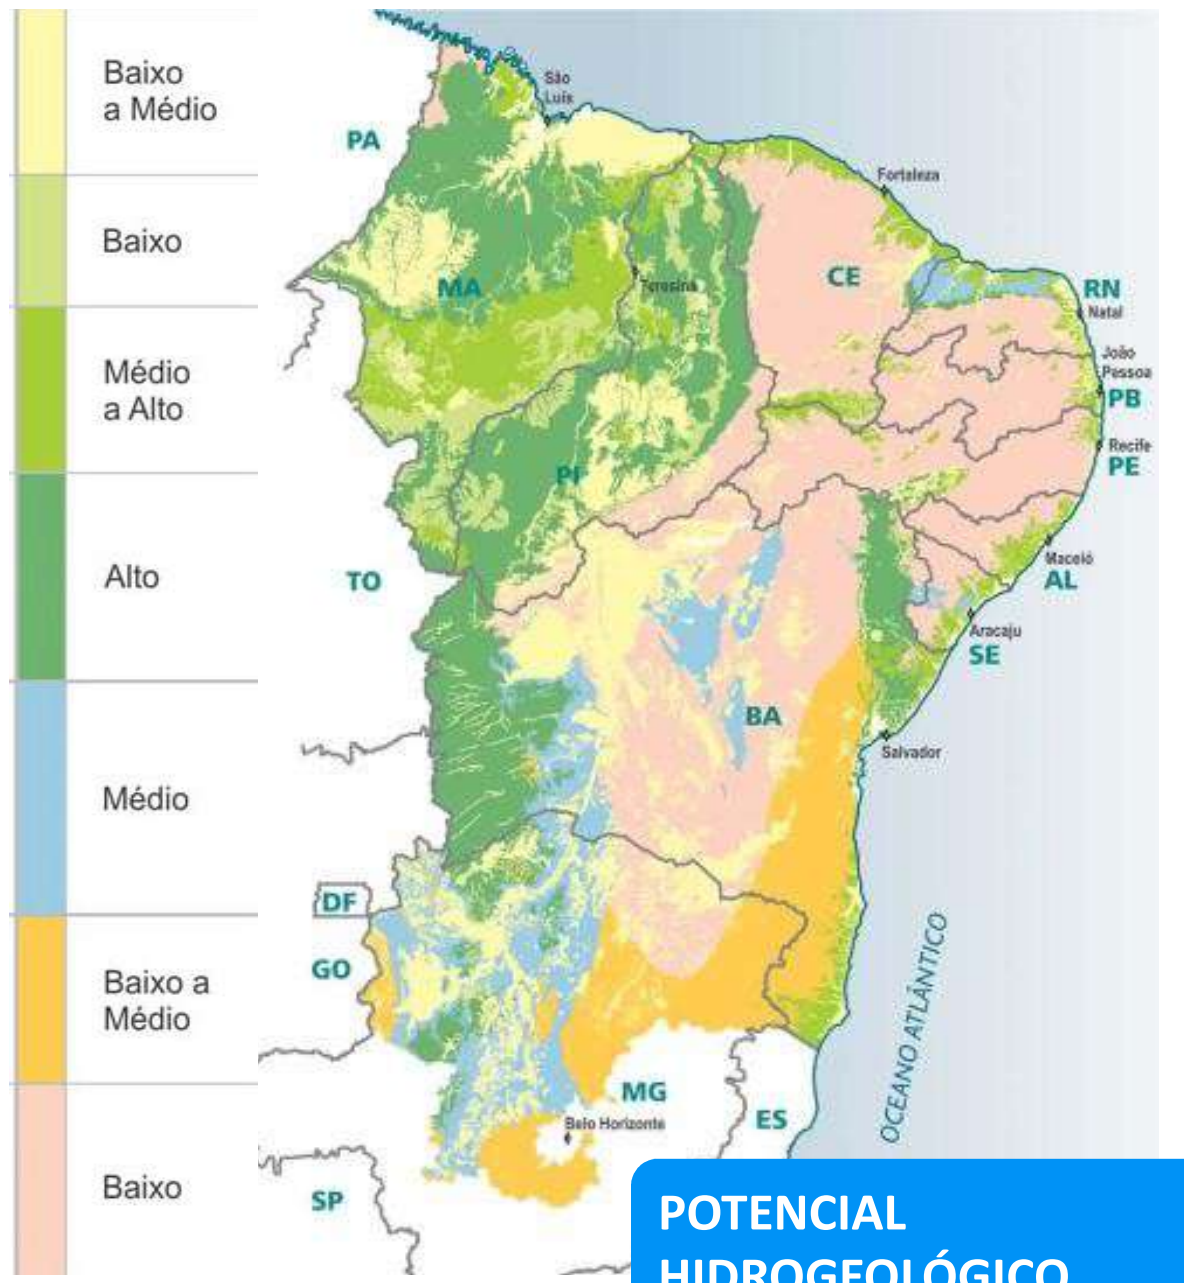 Baixo
a Médio
Baixo
Médio
a Alto
Alto
Médio
Baixo a
Médio
Baixo
São
Luís
PA
Fortaleza
CE
MA
Teresina
RN
Natal
João
Pessoa
PB
Recife
PE
PI
Maceió
AL
TO
Aracaju
SE
BA
Salvador
DF
GO
OCEANO ATLÂNTICO
MG
ES
Belo Horizonte
SP
POTENCIAL
HIDROGEOLÓGICO